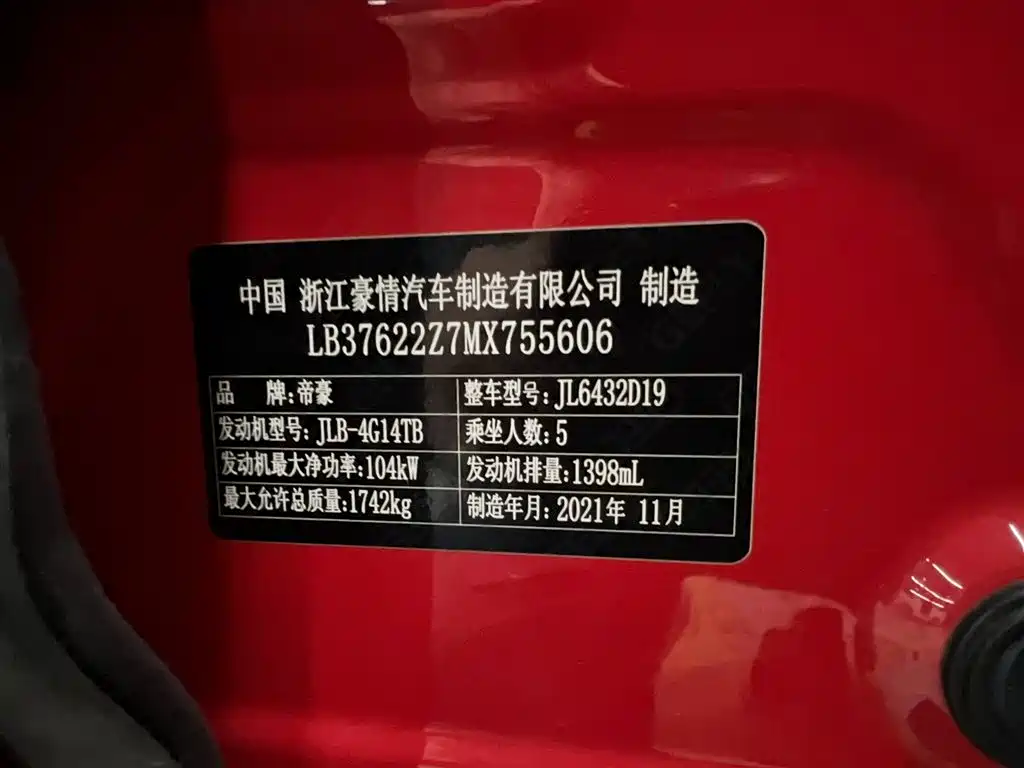 中国 浙江豪情汽车制造有限公司 制造
LB37622Z7MX755606
品 牌:帝豪 整车型号:JL6432D19
发动机型号:JLB-4G14TB 乘坐人数:5
发动机最大净功率:104kW 发动机排量:1398mL
最大允许总质量:1742kg 制造年月:2021年 11月